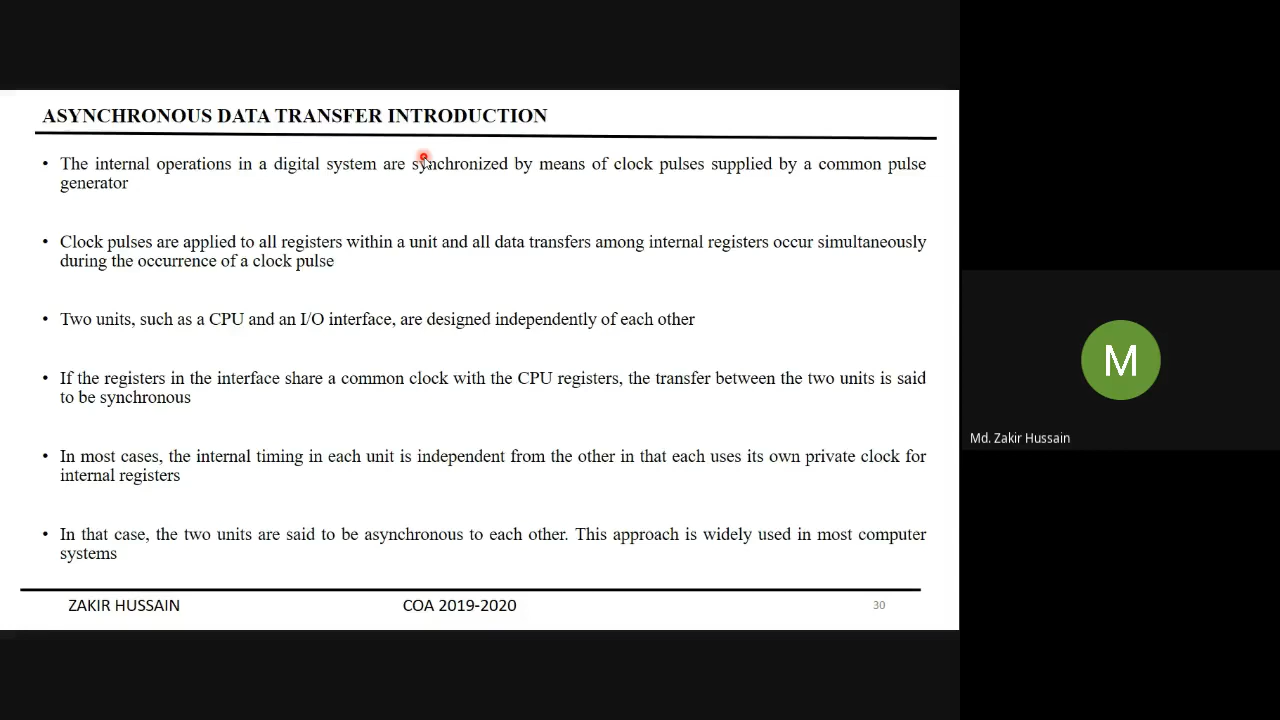 ASYNCHRONOUS DATA TRANSFER INTRODUCTION
• The internal operations in a digital system are synchronized by means of clock pulses supplied by a common pulse
generator
• Clock pulses are applied to all registers within a unit and all data transfers among internal registers occur simultaneously
during the occurrence of a clock pulse
• Two units, such as a CPU and an I/O interface, are designed independently of each other
• If the registers in the interface share a common clock with the CPU registers, the transfer between the two units is said
to be synchronous
• In most cases, the internal timing in each unit is independent from the other in that each uses its own private clock for
internal registers
• In that case, the two units are said to be asynchronous to each other. This approach is widely used in most computer
systems
ZAKIR HUSSAIN COA 2019-2020 30
M
Md. Zakir Hussain